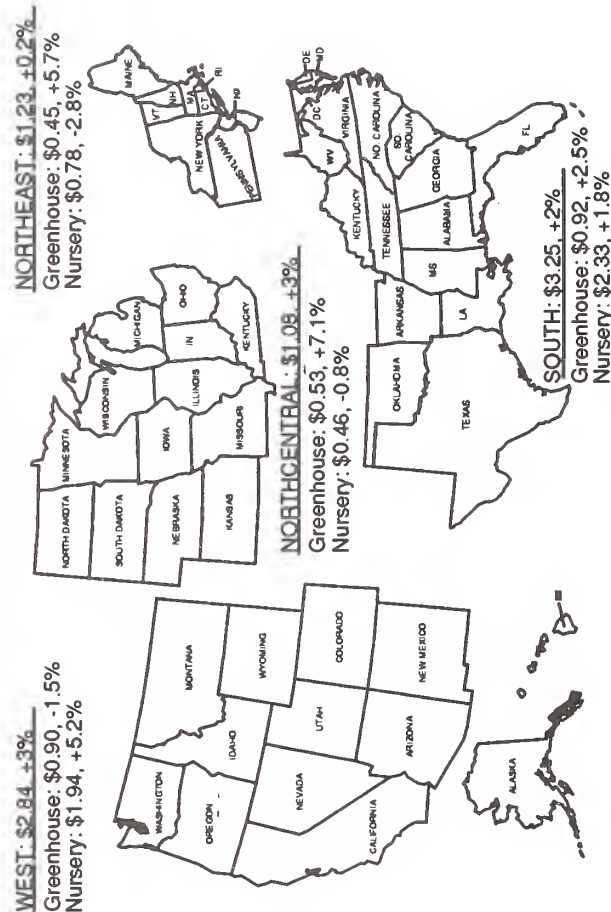 WEST: $2.84, +3%
Greenhouse: $0.90, -1.5%
Nursery: $1.94, +5.2%
WASHINGTON
OREGON
CALIFORNIA
NEVADA
IDAHO
MONTANA
WYOMING
UTAH
COLORADO
ARIZONA
NEW MEXICO
ALASKA
NORTH DAKOTA
SOUTH DAKOTA
NEBRASKA
KANSAS
MINNESOTA
IOWA
MISSOURI
WISCONSIN
ILLINOIS
MICHIGAN
IN
OHIO
KENTUCKY
NORTHCENTRAL: $1.08, +3%
Greenhouse: $0.53, +7.1%
Nursery: $0.46, -0.8%
NORTHEAST: $1.23, +0.2%
Greenhouse: $0.45, +5.7%
Nursery: $0.78, -2.8%
MAINE
VT
NH
MA
CT
RI
NJ
NEW YORK
PENNSYLVANIA
DE
MD
DC
WV
VIRGINIA
KENTUCKY
NO. CAROLINA
TENNESSEE
SO.
CAROLINA
GEORGIA
ALABAMA
MS
FL
ARKANSAS
LA
OKLAHOMA
TEXAS
SOUTH: $3.25, +2%
Greenhouse: $0.92, +2.5%
Nursery: $2.33, +1.8%